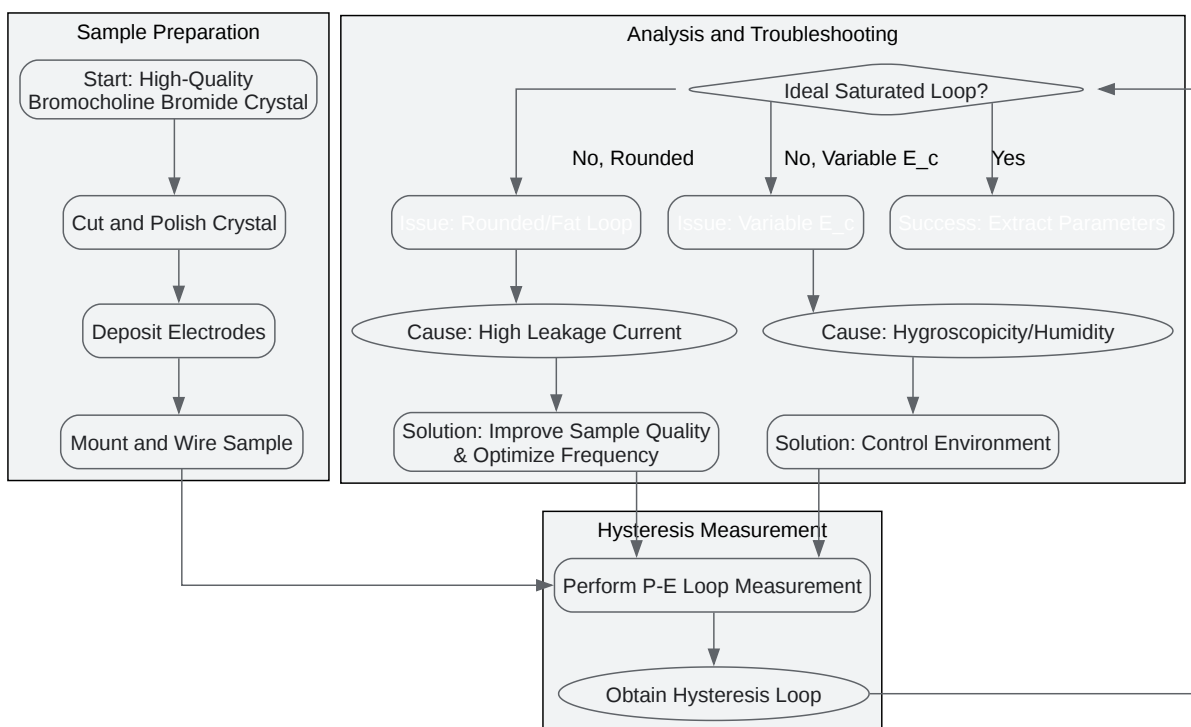 Sample Preparation
Start: High-Quality
Bromocholine Bromide Crystal
Cut and Polish Crystal
Deposit Electrodes
Mount and Wire Sample
Analysis and Troubleshooting
Ideal Saturated Loop?
No, Rounded
No, Variable E_c
Yes
Issue: Rounded/Fat Loop
Issue: Variable E_c
Success: Extract Parameters
Cause: High Leakage Current
Cause: Hygroscopicity/Humidity
Solution: Improve Sample Quality
& Optimize Frequency
Solution: Control Environment
Hysteresis Measurement
Perform P-E Loop Measurement
Obtain Hysteresis Loop